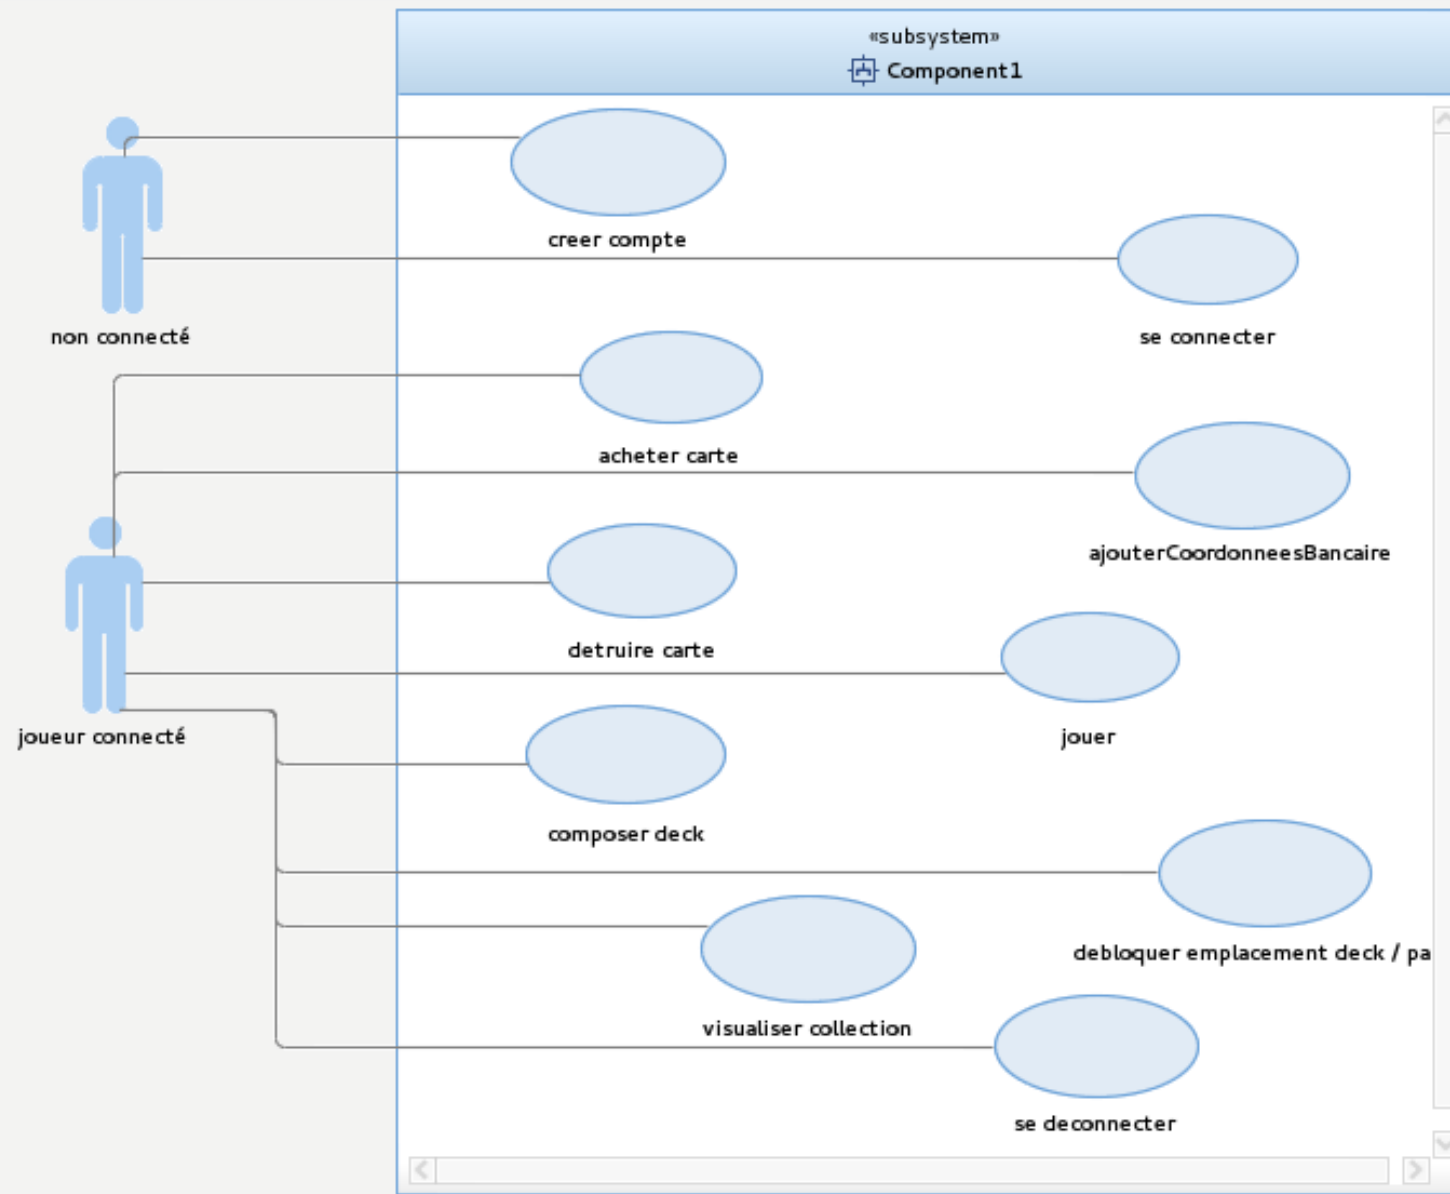 «subsystem»
Component1
creer compte
non connecté
se connecter
acheter carte
ajouterCoordonneesBancaire
detruire carte
joueur connecté
jouer
composer deck
debloquer emplacement deck / pa
visualiser collection
se deconnecter